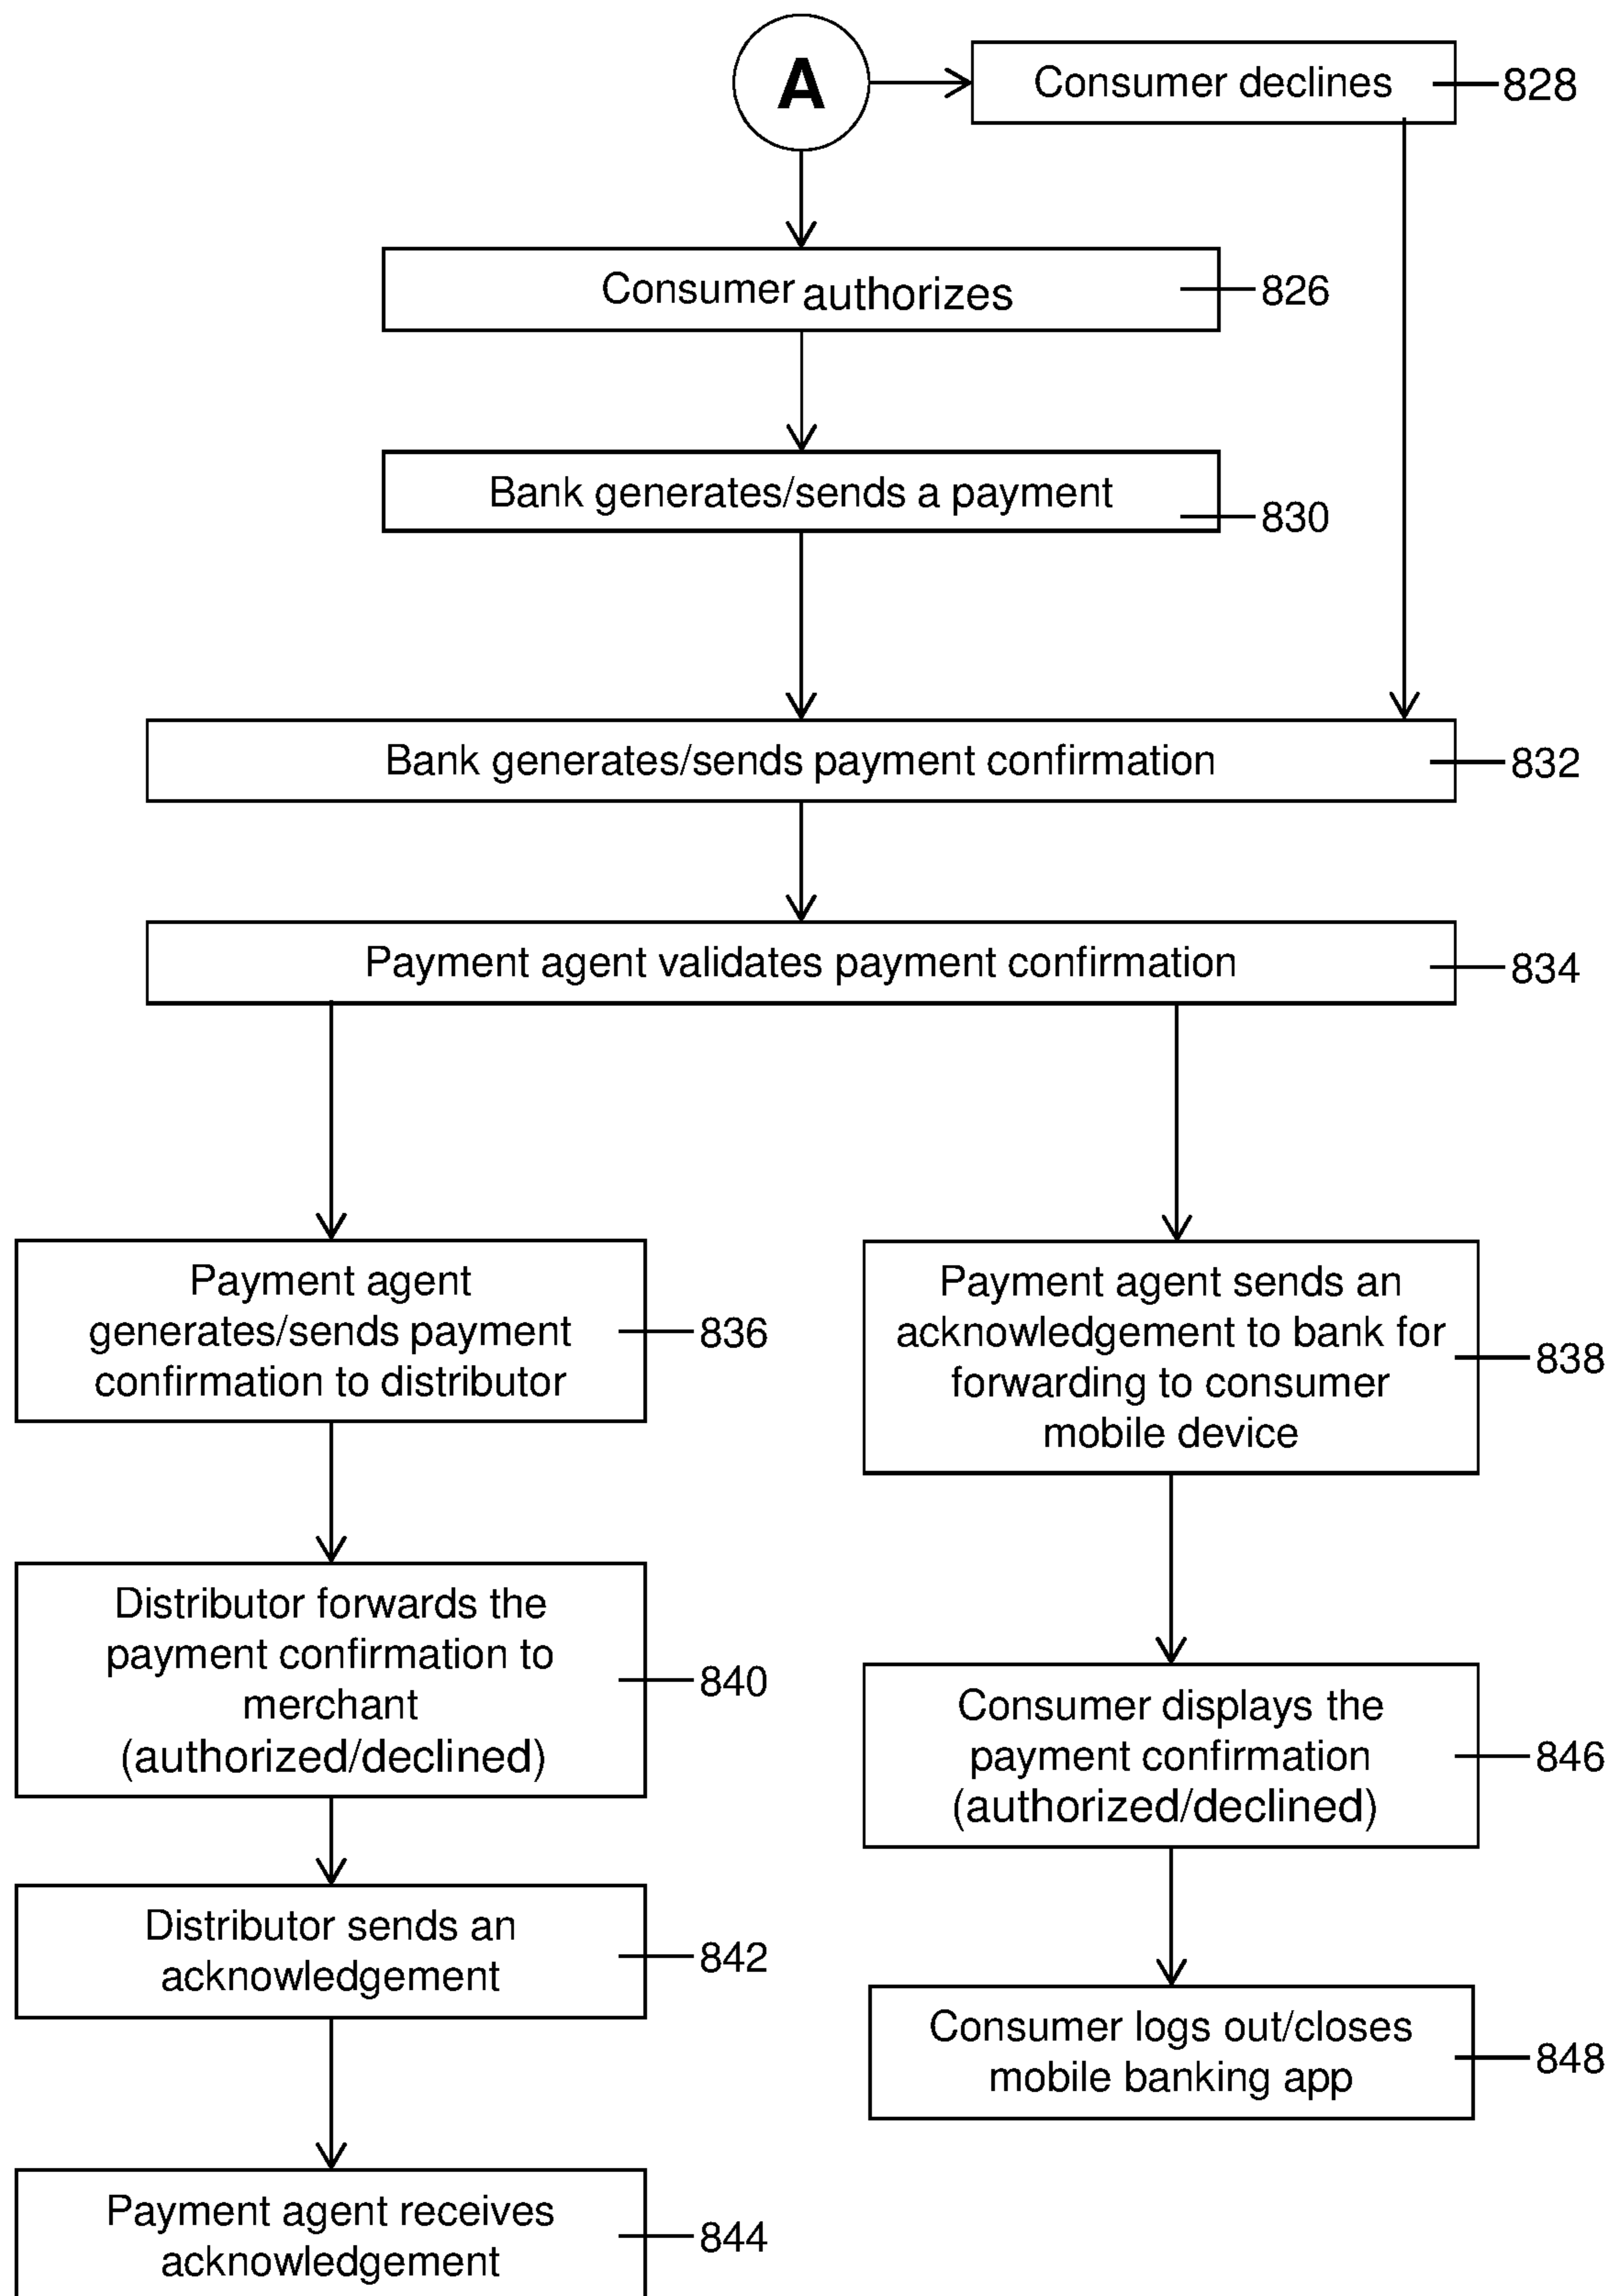 A
Consumer declines
828
Consumer authorizes
826
Bank generates/sends a payment
830
Bank generates/sends payment confirmation
832
Payment agent validates payment confirmation
834
Payment agent
generates/sends payment
confirmation to distributor
836
Payment agent sends an
acknowledgement to bank for
forwarding to consumer
mobile device
838
Distributor forwards the
payment confirmation to
merchant
(authorized/declined)
840
Consumer displays the
payment confirmation
(authorized/declined)
846
Distributor sends an
acknowledgement
842
Consumer logs out/closes
mobile banking app
848
Payment agent receives
acknowledgement
844